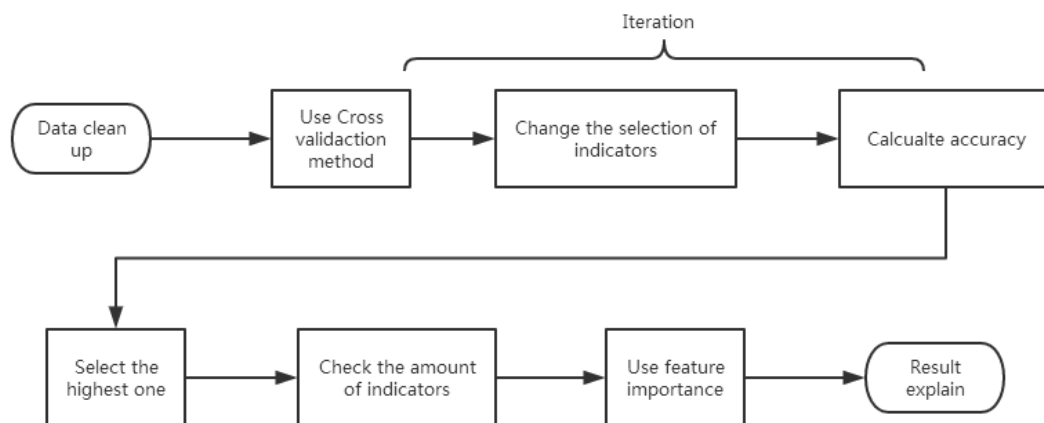 Iteration
Data clean
up
Use Cross
validaction
method
Change the selection of
indicators
Calcualte accuracy
Select the
highest one
Check the amount
of indicators
Use feature
importance
Result
explain